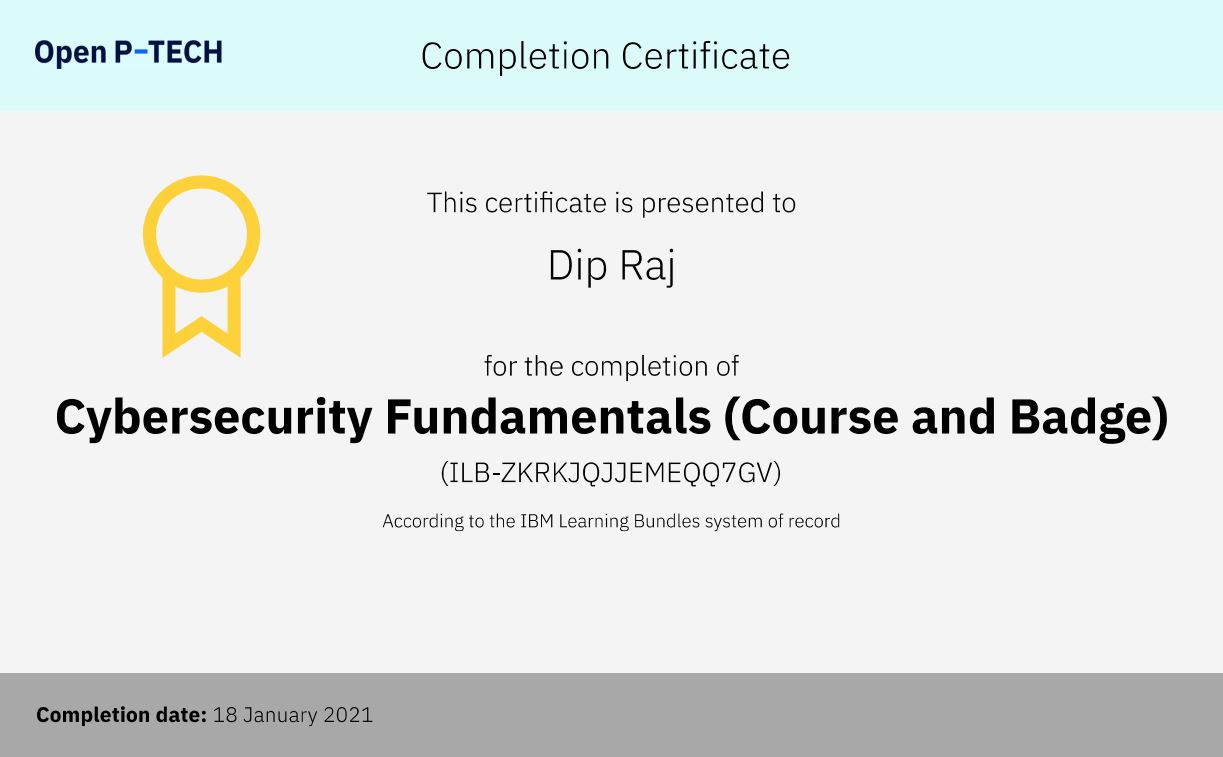 Open P-TECH
Completion Certificate
This certificate is presented to
Dip Raj
for the completion of
Cybersecurity Fundamentals (Course and Badge)
(ILB-ZKRKJQJJEMEQQ7GV)
According to the IBM Learning Bundles system of record
Completion date: 18 January 2021